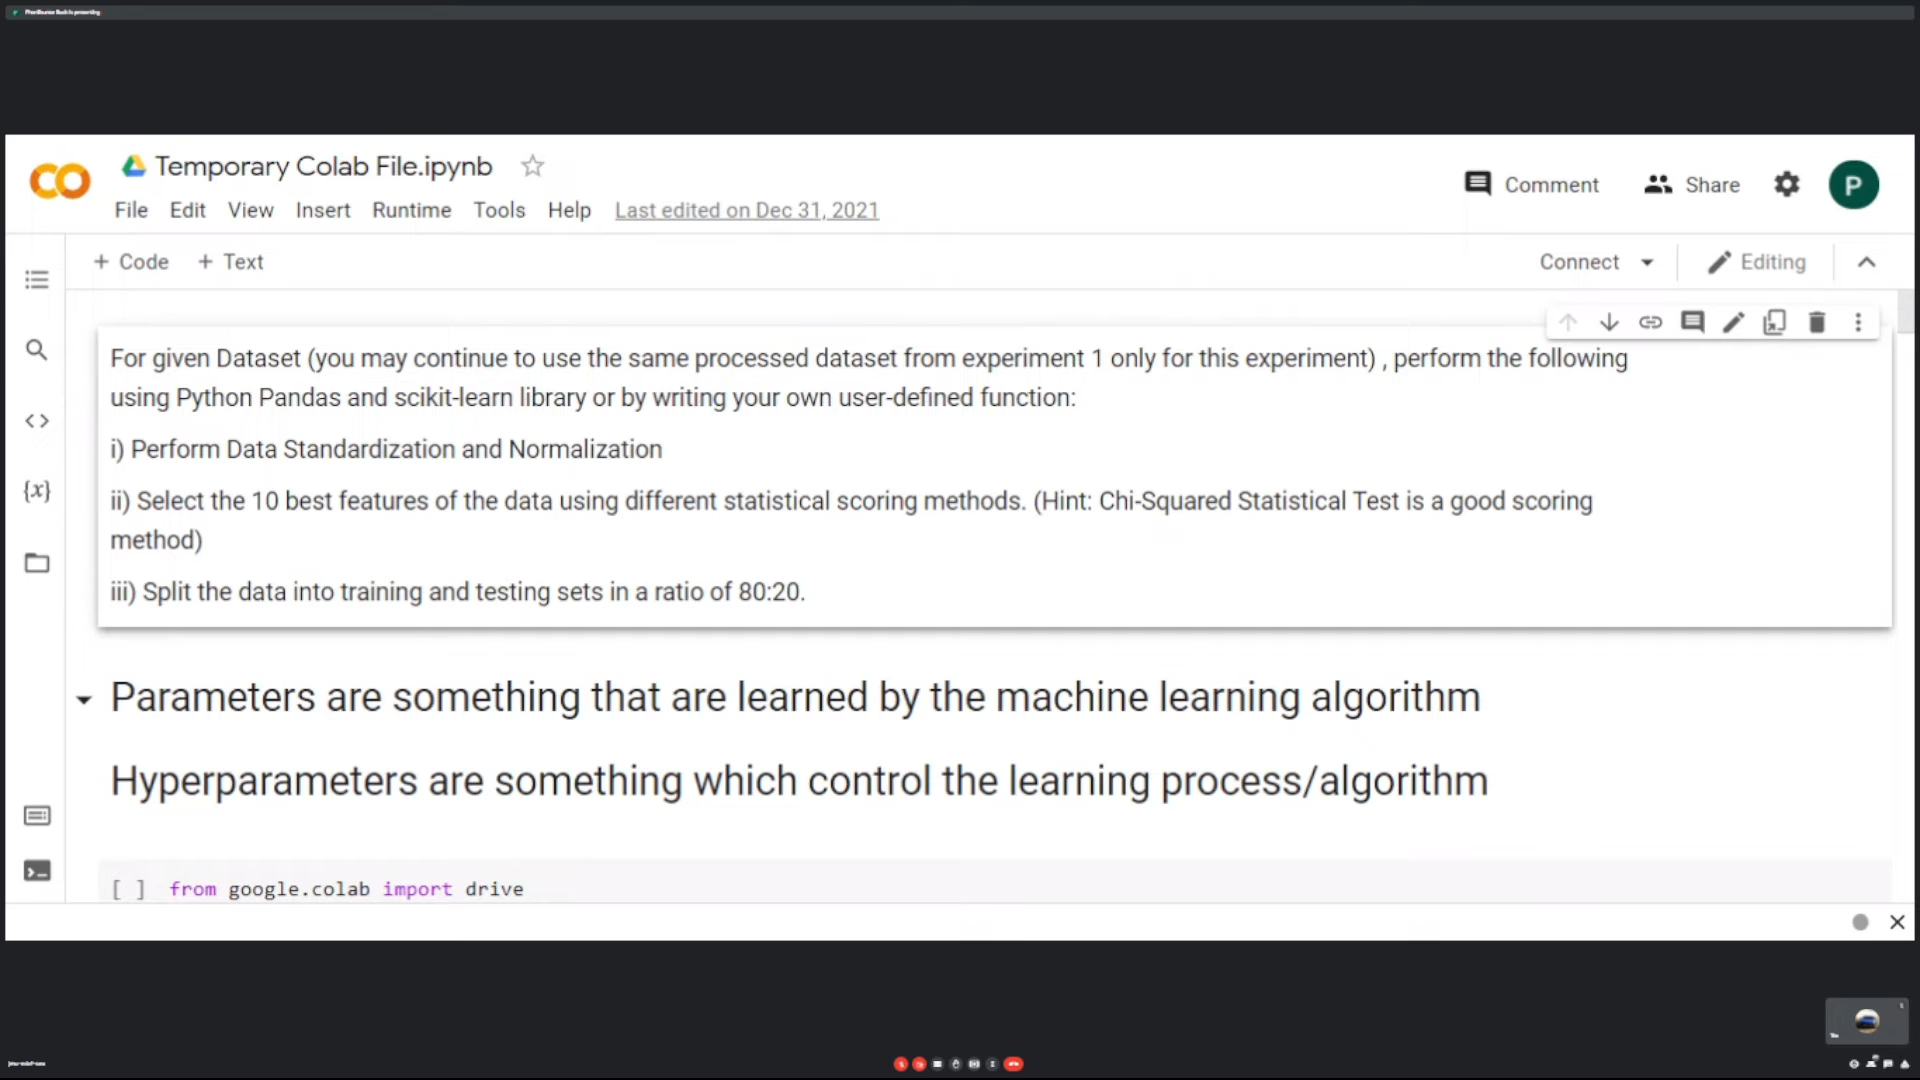 Temporary Colab File.ipynb
File Edit View Insert Runtime Tools Help Last edited on Dec 31, 2021
Comment Share P
+ Code + Text
Connect Editing
For given Dataset (you may continue to use the same processed dataset from experiment 1 only for this experiment) , perform the following
using Python Pandas and scikit-learn library or by writing your own user-defined function:
i) Perform Data Standardization and Normalization
ii) Select the 10 best features of the data using different statistical scoring methods. (Hint: Chi-Squared Statistical Test is a good scoring
method)
iii) Split the data into training and testing sets in a ratio of 80:20.
Parameters are something that are learned by the machine learning algorithm
Hyperparameters are something which control the learning process/algorithm
[ ] from google.colab import drive